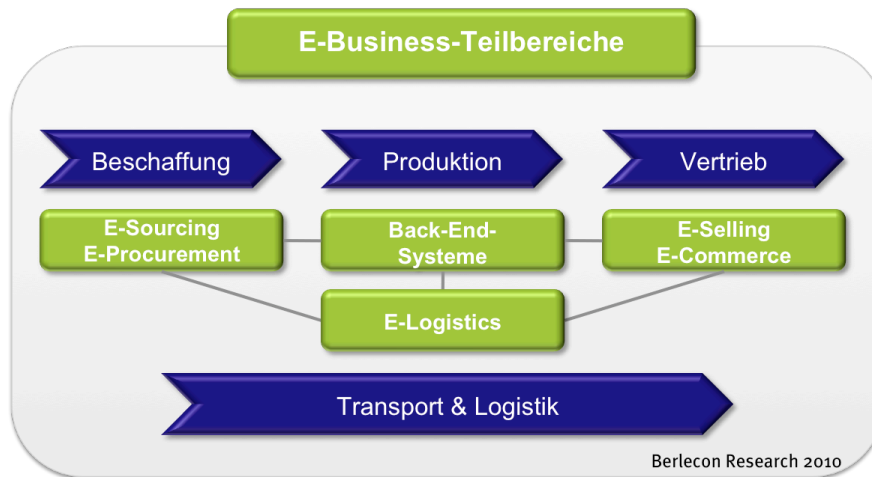 E-Business-Teilbereiche
Beschaffung
Produktion
Vertrieb
E-Sourcing
E-Procurement
Back-End-
Systeme
E-Selling
E-Commerce
E-Logistics
Transport & Logistik
Berlecon Research 2010